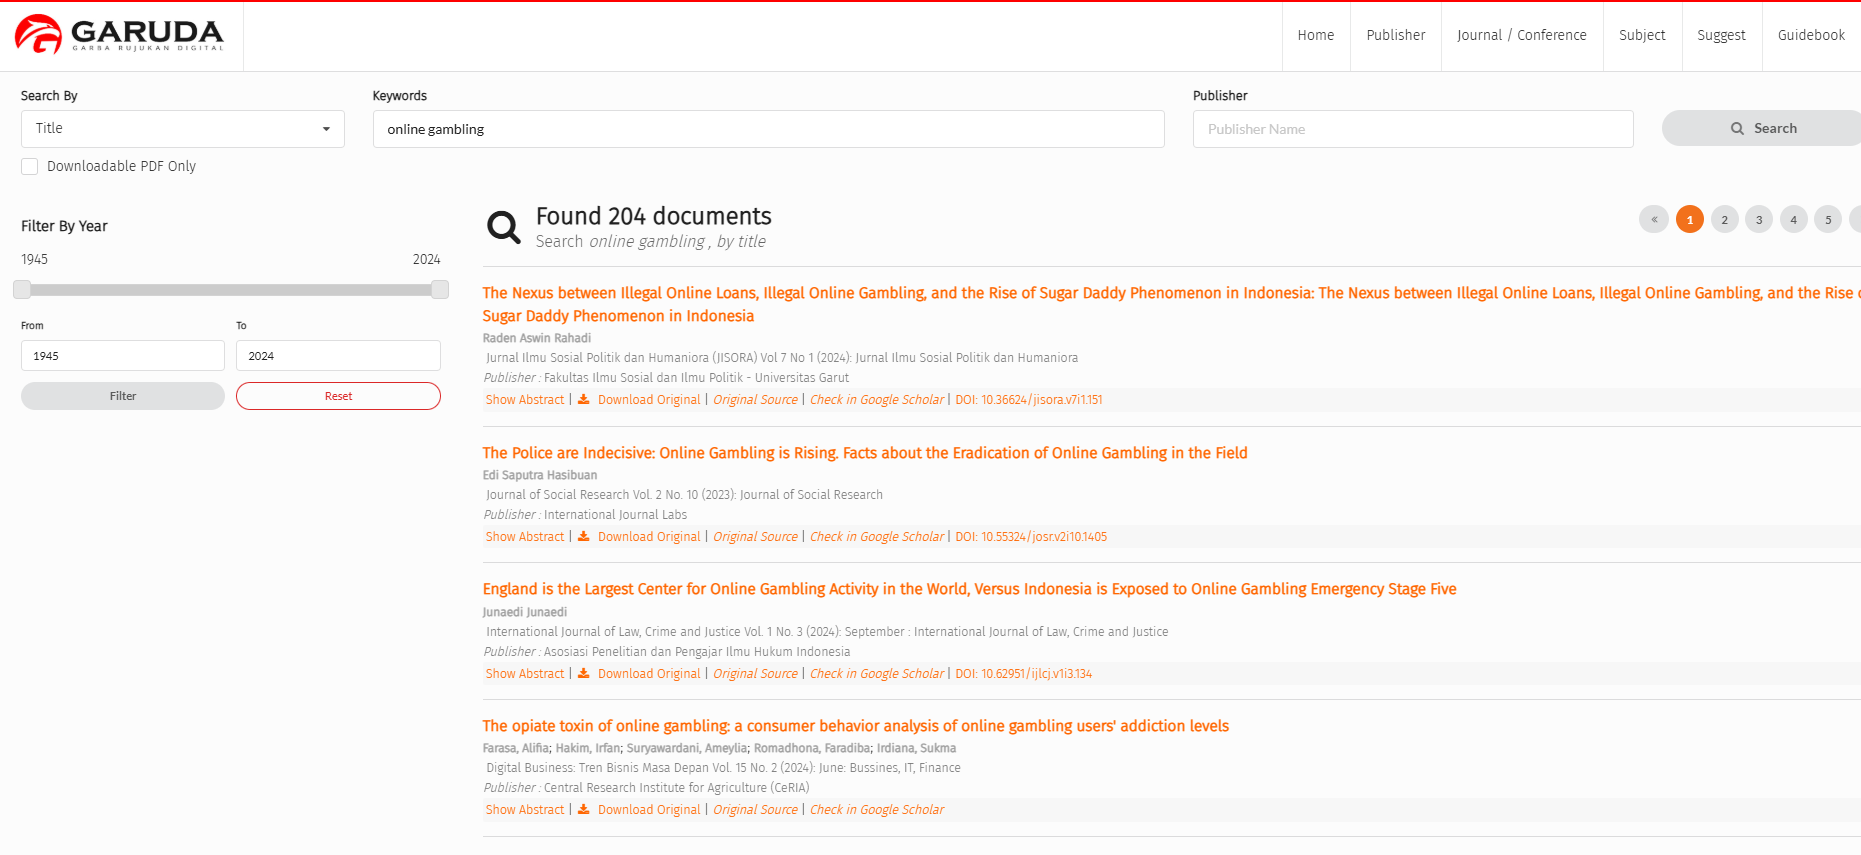 GARUDA
GARBA RUJUKAN DIGITAL
Home
Publisher
Journal / Conference
Subject
Suggest
Guidebook
Search By
Keywords
Publisher
Title
online gambling
Publisher Name
Search
Downloadable PDF Only
Filter By Year
1945
2024
From
To
1945
2024
Filter
Reset
Found 204 documents
Search online gambling , by title
«
1
2
3
4
5
The Nexus between Illegal Online Loans, Illegal Online Gambling, and the Rise of Sugar Daddy Phenomenon in Indonesia: The Nexus between Illegal Online Loans, Illegal Online Gambling, and the Rise
Sugar Daddy Phenomenon in Indonesia
Raden Aswin Rahadi
Jurnal Ilmu Sosial Politik dan Humaniora (JISORA) Vol 7 No 1 (2024): Jurnal Ilmu Sosial Politik dan Humaniora
Publisher : Fakultas Ilmu Sosial dan Ilmu Politik - Universitas Garut
Show Abstract | Download Original | Original Source | Check in Google Scholar | DOI: 10.36624/jisora.v7i1.151
The Police are Indecisive: Online Gambling is Rising. Facts about the Eradication of Online Gambling in the Field
Edi Saputra Hasibuan
Journal of Social Research Vol. 2 No. 10 (2023): Journal of Social Research
Publisher : International Journal Labs
Show Abstract | Download Original | Original Source | Check in Google Scholar | DOI: 10.55324/josr.v2i10.1405
England is the Largest Center for Online Gambling Activity in the World, Versus Indonesia is Exposed to Online Gambling Emergency Stage Five
Junaedi Junaedi
International Journal of Law, Crime and Justice Vol. 1 No. 3 (2024): September : International Journal of Law, Crime and Justice
Publisher : Asosiasi Penelitian dan Pengajar Ilmu Hukum Indonesia
Show Abstract | Download Original | Original Source | Check in Google Scholar | DOI: 10.62951/ijlcj.v1i3.134
The opiate toxin of online gambling: a consumer behavior analysis of online gambling users' addiction levels
Farasa, Alifia; Hakim, Irfan; Suryawardani, Ameylia; Romadhona, Faradiba; Irdiana, Sukma
Digital Business: Tren Bisnis Masa Depan Vol. 15 No. 2 (2024): June: Bussines, IT, Finance
Publisher : Central Research Institute for Agriculture (CeRIA)
Show Abstract | Download Original | Original Source | Check in Google Scholar